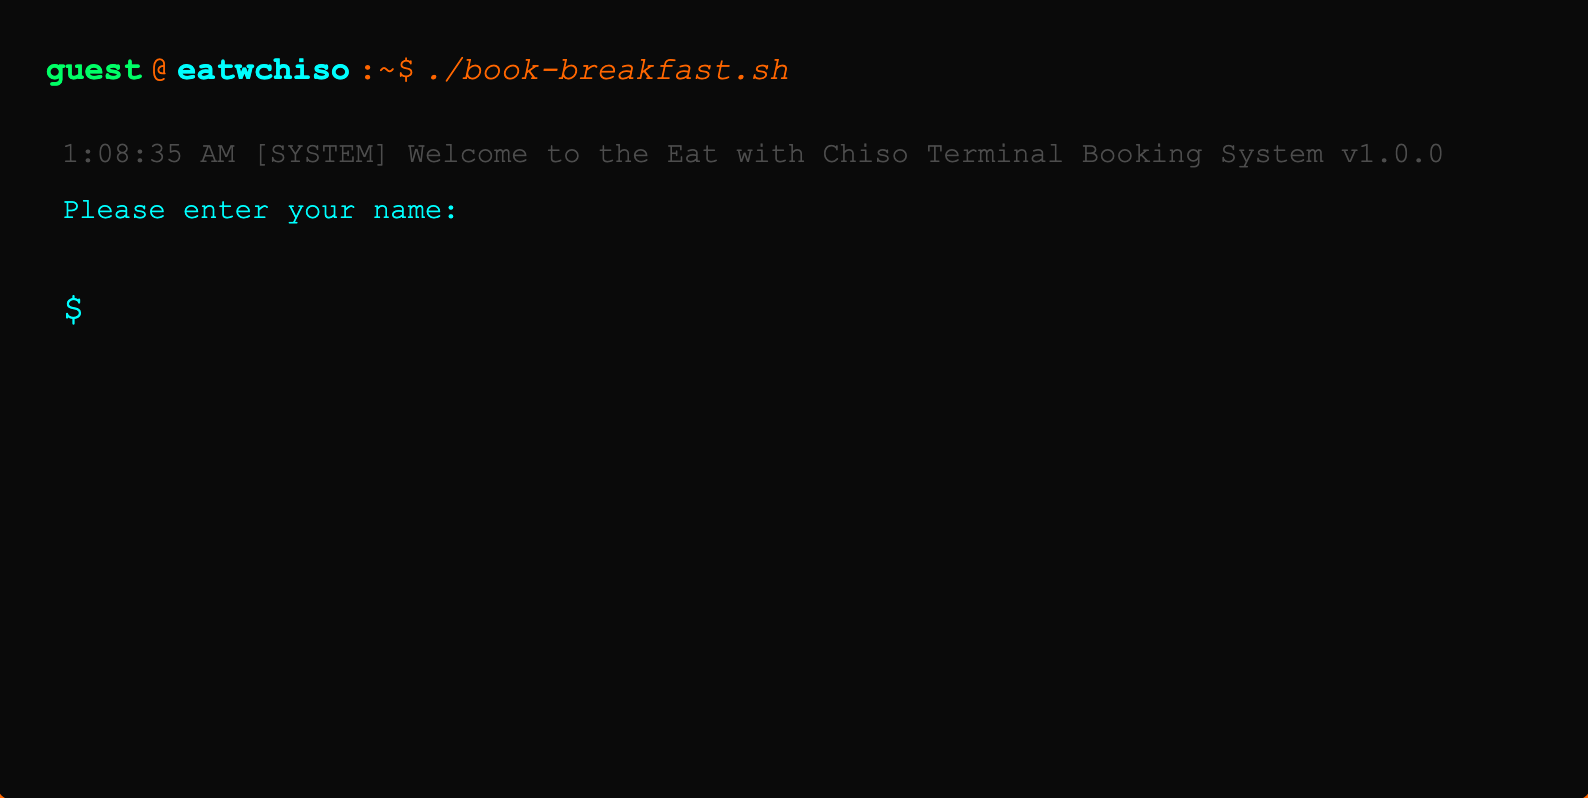 guest@eatwchiso:~$ ./book-breakfast.sh
1:08:35 AM [SYSTEM] Welcome to the Eat with Chiso Terminal Booking System v1.0.0
Please enter your name:
$